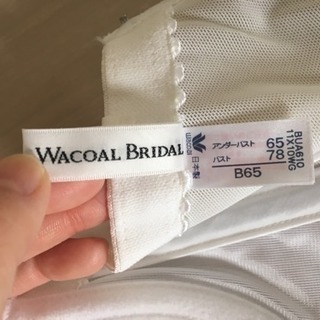 WACOAL BRIDAL
Wacoal
日本製
アンダーバスト 65
バスト 78
B65
BUA610
11X10WG